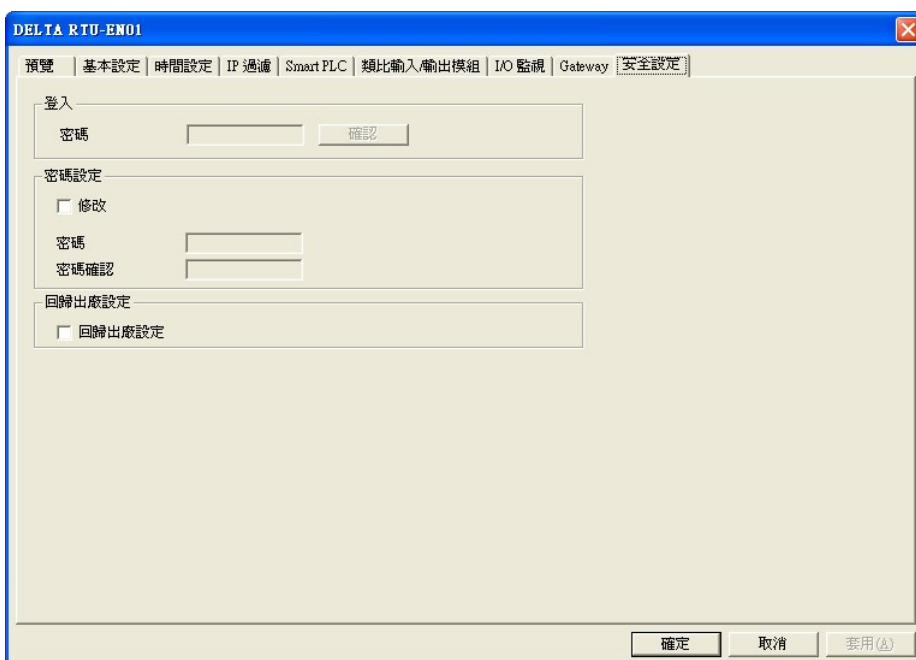 DELTA RTU-EN01
預覽 基本設定 時間設定 IP 過濾 Smart PLC 類比輸入/輸出模組 I/O 監視 Gateway 安全設定
登入
密碼 確認
密碼設定
修改
密碼
密碼確認
回歸出廠設定
回歸出廠設定
確定 取消 套用(A)